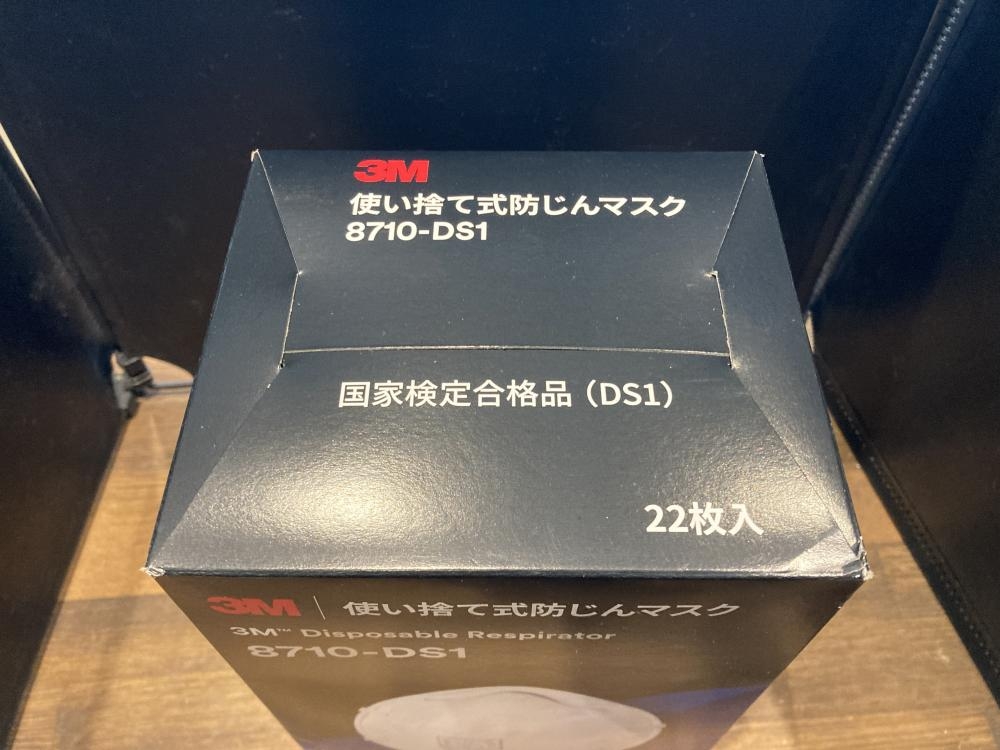 3M
使い捨て式防じんマスク
8710-DS1
国家検定合格品（DS1）
22枚入
3M | 使い捨て式防じんマスク
3M™ Disposable Respirator
8710-DS1